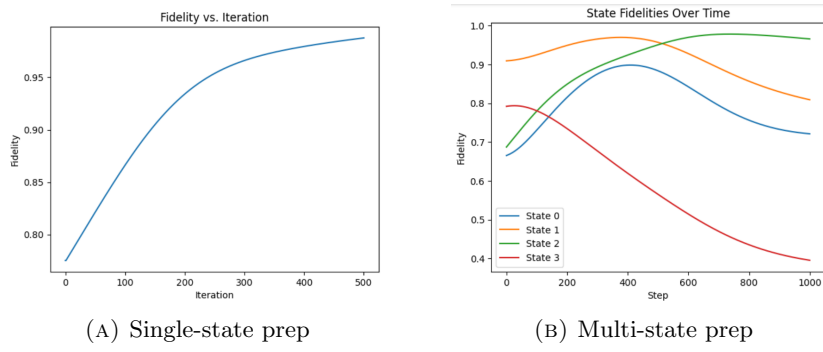 Fidelity vs. Iteration
0.95
0.90
0.85
0.80
Fidelity
0
100
200
300
400
500
Iteration
(A) Single-state prep
State Fidelities Over Time
1.0
0.9
0.8
0.7
0.6
0.5
0.4
Fidelity
State 0
State 1
State 2
State 3
0
200
400
600
800
1000
Step
(B) Multi-state prep